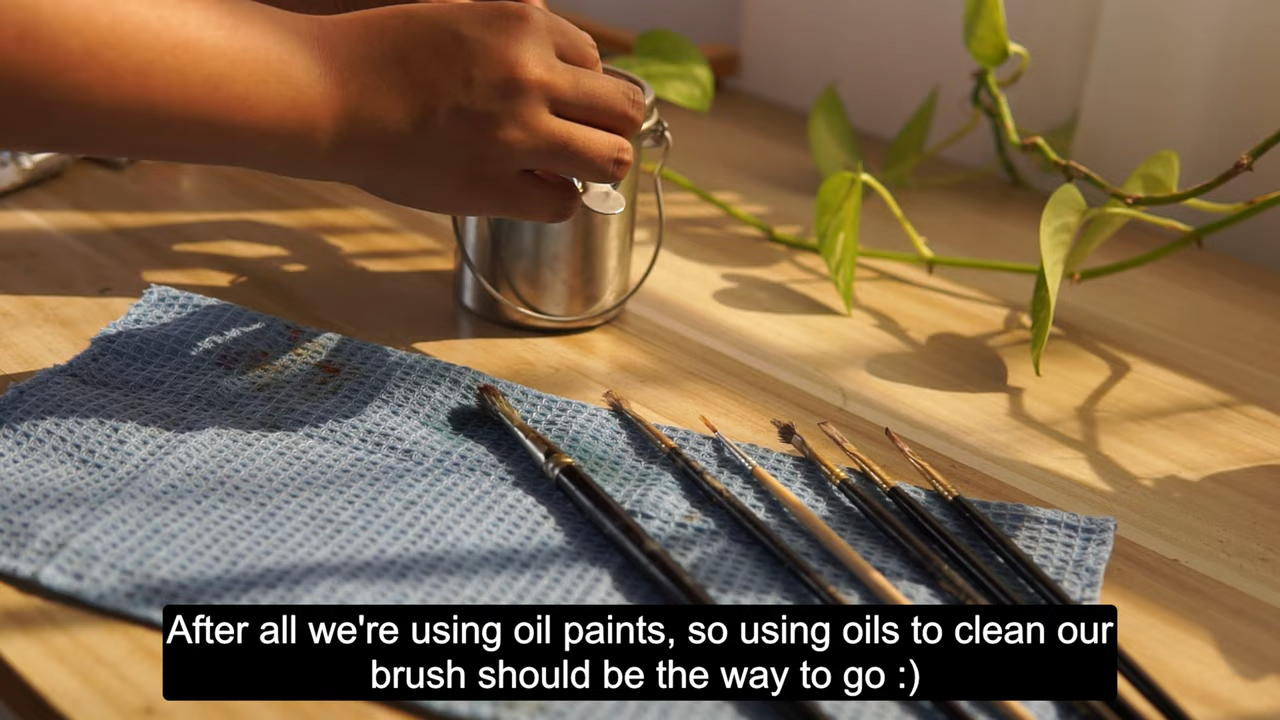 After all we're using oil paints, so using oils to clean our
brush should be the way to go :)